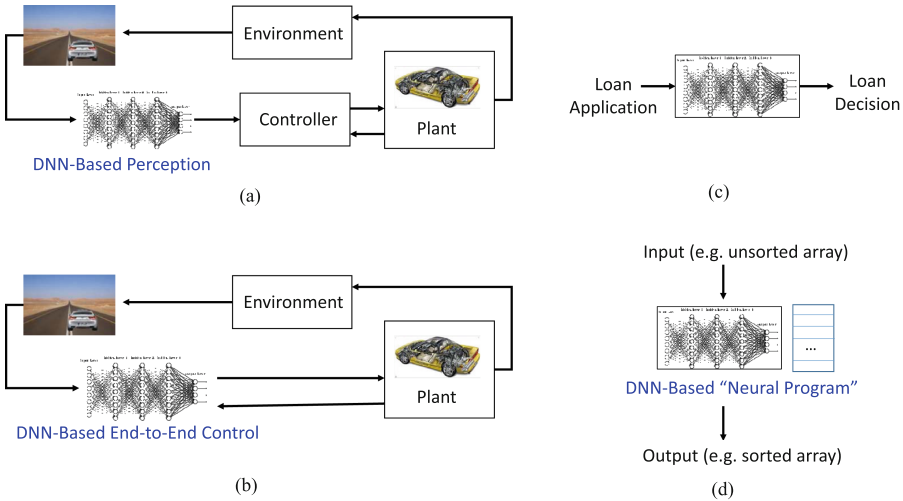 Environment
Controller
Plant
DNN-Based Perception
(a)
Loan
Application
Loan
Decision
(c)
Environment
Plant
DNN-Based End-to-End Control
(b)
Input (e.g. unsorted array)
...
DNN-Based “Neural Program”
Output (e.g. sorted array)
(d)